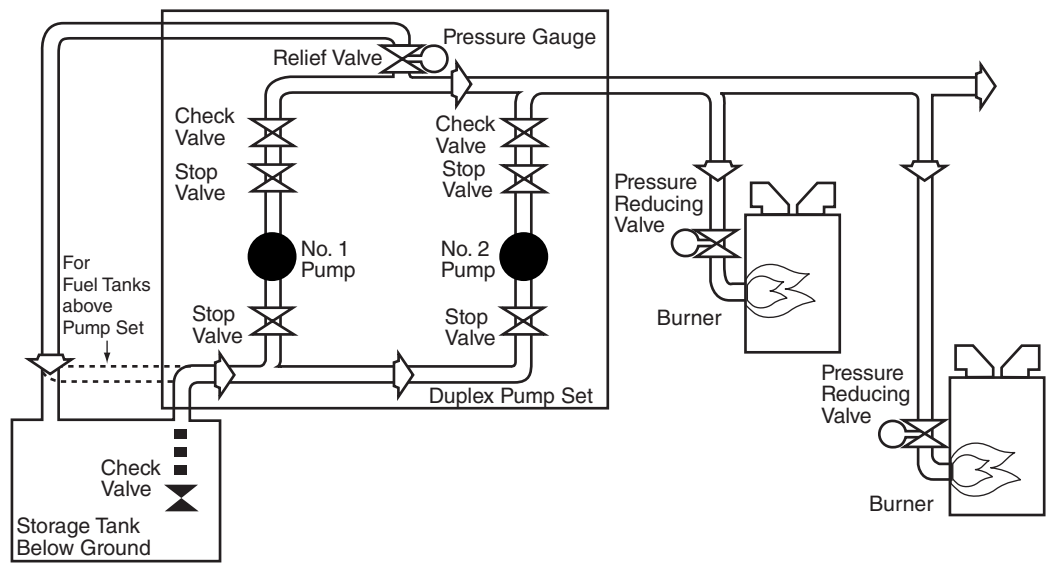 Pressure Gauge
Relief Valve
Check
Valve
Stop
Valve
Check
Valve
Stop
Valve
No. 1
Pump
No. 2
Pump
Stop
Valve
Stop
Valve
For
Fuel Tanks
above
Pump Set
Duplex Pump Set
Check
Valve
Storage Tank
Below Ground
Pressure
Reducing
Valve
Burner
Pressure
Reducing
Valve
Burner